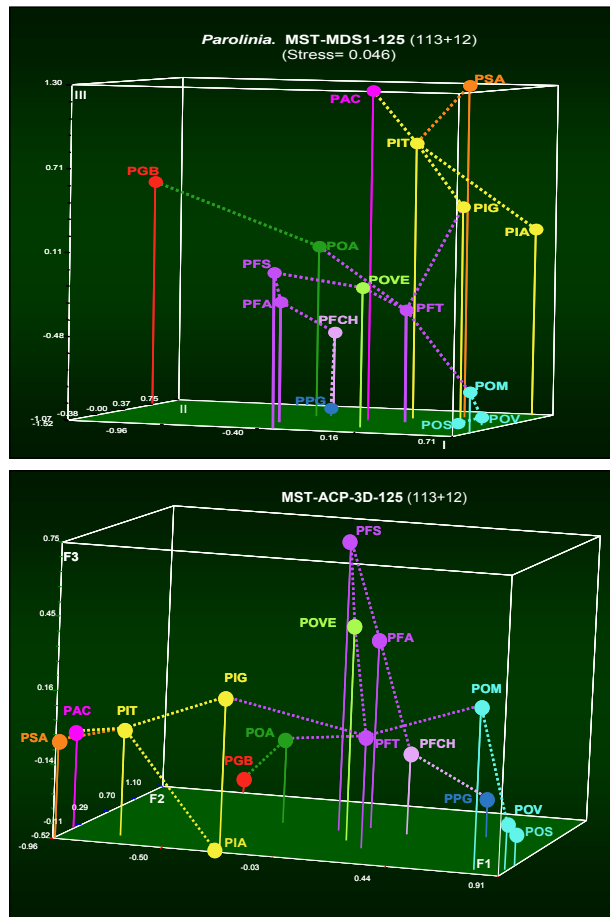 Parolinia. MST-MDS1-125 (113+12)
(Stress= 0.046)
1.30
III
PSA
PAC
PIT
0.71
PGB
PIG
PIA
0.11
POA
PFS
POVE
PFA
PFT
PFCH
-0.48
POM
PPG
0.75
0.37
-0.00
-0.38
II
-1.07
-1.52
-0.96
-0.40
0.16
0.71
I
POS
POV
MST-ACP-3D-125 (113+12)
0.75
F3
PFS
0.45
POVE
PFA
0.16
PIG
POM
PAC
PIT
PSA
POA
PFT
PFCH
-0.14
PGB
PPG
1.10
0.70
0.29
-0.11
F2
POV
POS
-0.52
-0.96
-0.50
PIA
-0.03
0.44
F1
0.91